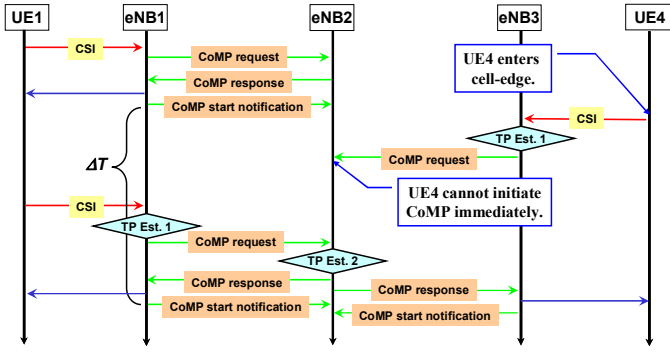 UE1 eNB1 eNB2 eNB3 UE4
CSI
CoMP request
UE4 enters
cell-edge.
CoMP response
CoMP start notification
CSI
TP Est. 1
CoMP request
ΔT
UE4 cannot initiate
CoMP immediately.
CSI
TP Est. 1
CoMP request
TP Est. 2
CoMP response
CoMP response
CoMP start notification
CoMP start notification